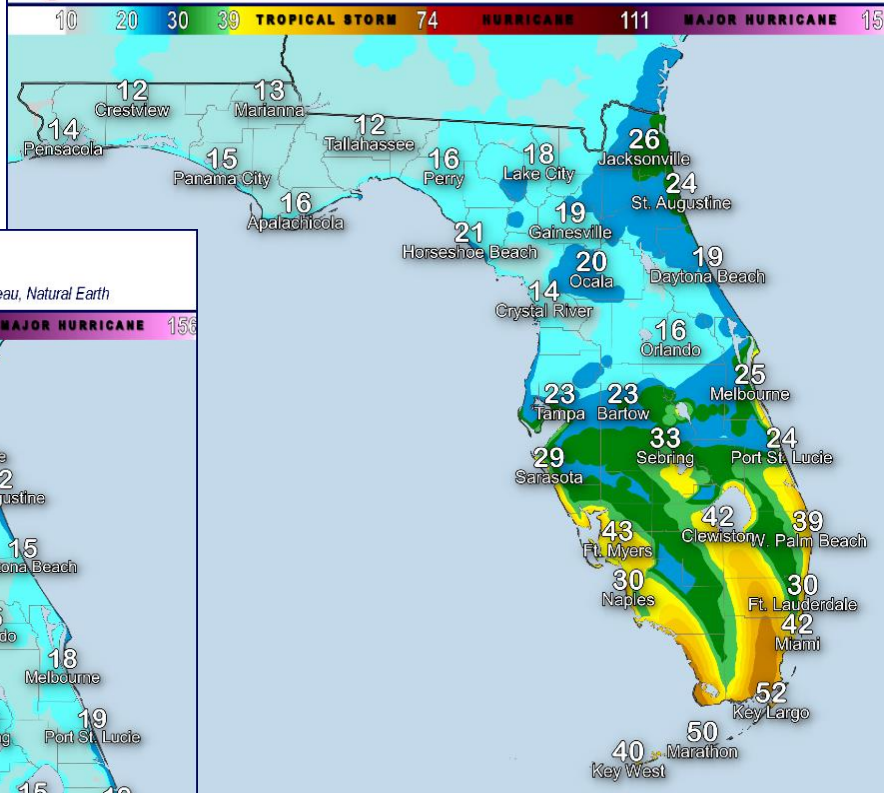 10 20 30 39 TROPICAL STORM 74 HURRICANE 111 MAJOR HURRICANE 15
12
Crestview
13
Marianna
14
Pensacola
12
Tallahassee
15
Panama City
16
Perry
18
Lake City
26
Jacksonville
24
St. Augustine
16
Apalachicola
21
Horseshoe Beach
19
Gainesville
20
Ocala
19
Daytona Beach
14
Crystal River
16
Orlando
25
Melbourne
23
Tampa
23
Bartow
33
Sebring
24
Port St. Lucie
29
Sarasota
43
Ft. Myers
42
Clewiston
39
W. Palm Beach
30
Naples
30
Ft. Lauderdale
42
Miami
52
Key Largo
50
Marathon
40
Key West
eau, Natural Earth
MAJOR HURRICANE 156
e
2
gustine
15
ona Beach
do
18
Melbourne
19
Port St. Lucie
g
15